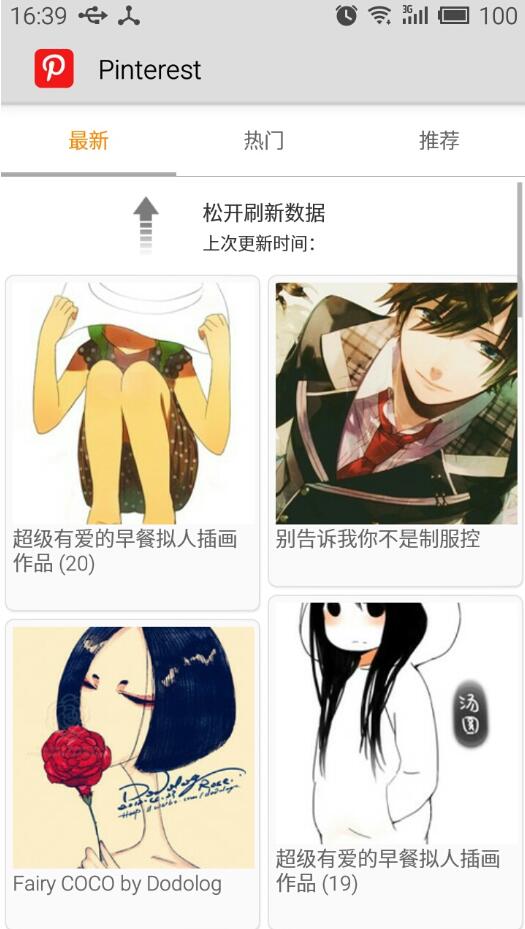 16:39
3G
100
Pinterest
最新
热门
推荐
松开刷新数据
上次更新时间:
超级有爱的早餐拟人插画
作品 (20)
别告诉我你不是制服控
汤
圆
Dodolog
Rose.
超级有爱的早餐拟人插画
作品 (19)
Fairy COCO by Dodolog